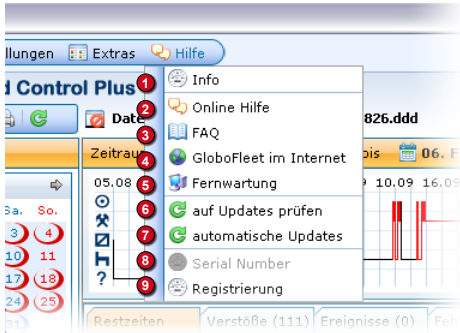 llungen Extras Hilfe
d Control Plus
1 Info
2 Online Hilfe
3 FAQ
4 GloboFleet im Internet
5 Fernwartung
6 auf Updates prüfen
7 automatische Updates
8 Serial Number
9 Registrierung
Date 826.ddd
Zeitrau bis 06. F
05.08 9 10.09 16.09
Sa. So.
3 4
10 11
17 18
24 25
31
?
Restzeiten Verstöße (111) Ereignisse (0) Feh